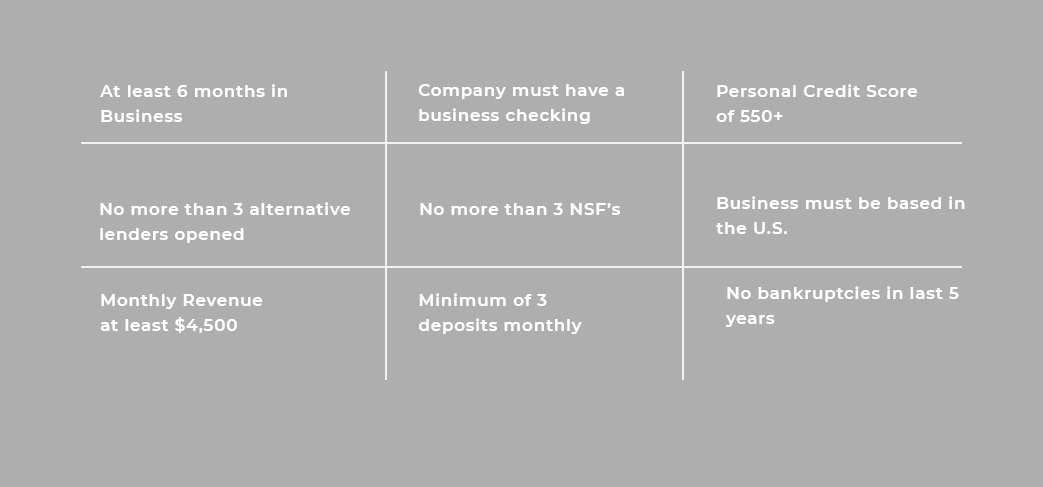 At least 6 months in
Business
Company must have a
business checking
Personal Credit Score
of 550+
No more than 3 alternative
lenders opened
No more than 3 NSF's
Business must be based in
the U.S.
Monthly Revenue
at least $4,500
Minimum of 3
deposits monthly
No bankruptcies in last 5
years